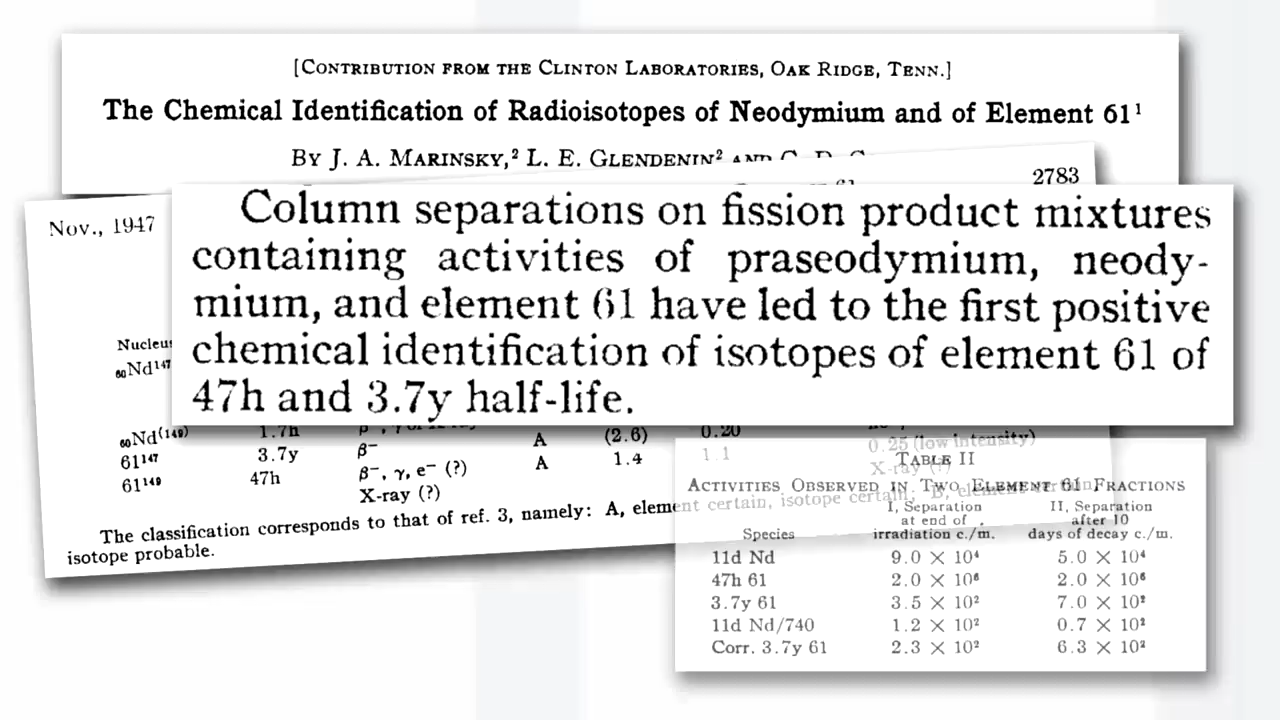 [Contribution from the Clinton Laboratories, Oak Ridge, Tenn.]
The Chemical Identification of Radioisotopes of Neodymium and of Element 61¹
By J. A. Marinsky,² L. E. Glendenin² and C. D.
2783
Nov., 1947
Column separations on fission product mixtures
containing activities of praseodymium, neody-
mium, and element 61 have led to the first positive
chemical identification of isotopes of element 61 of
47h and 3.7y half-life.
Nucleus
₆₀Nd¹⁴⁷
₆₀Nd⁽¹⁴⁹⁾ 1.7h A (2.6) 0.20
61¹⁴⁷ 3.7y β⁻ A 1.4
61¹⁴⁹ 47h β⁻, γ, e⁻ (?) 1.1 0.25 (low intensity)
X-ray (?) X-ray (?)
The classification corresponds to that of ref. 3, namely: A, element certain, isotope certain; B, element certain,
isotope probable.
Table II
Activities Observed in Two Element 61 Fractions
I, Separation II, Separation
at end of after 10
Species irradiation c./m. days of decay c./m.
11d Nd 9.0 × 10⁴ 5.0 × 10⁴
47h 61 2.0 × 10⁶ 2.0 × 10⁶
3.7y 61 3.5 × 10² 7.0 × 10²
11d Nd/740 1.2 × 10² 0.7 × 10²
Corr. 3.7y 61 2.3 × 10² 6.3 × 10²